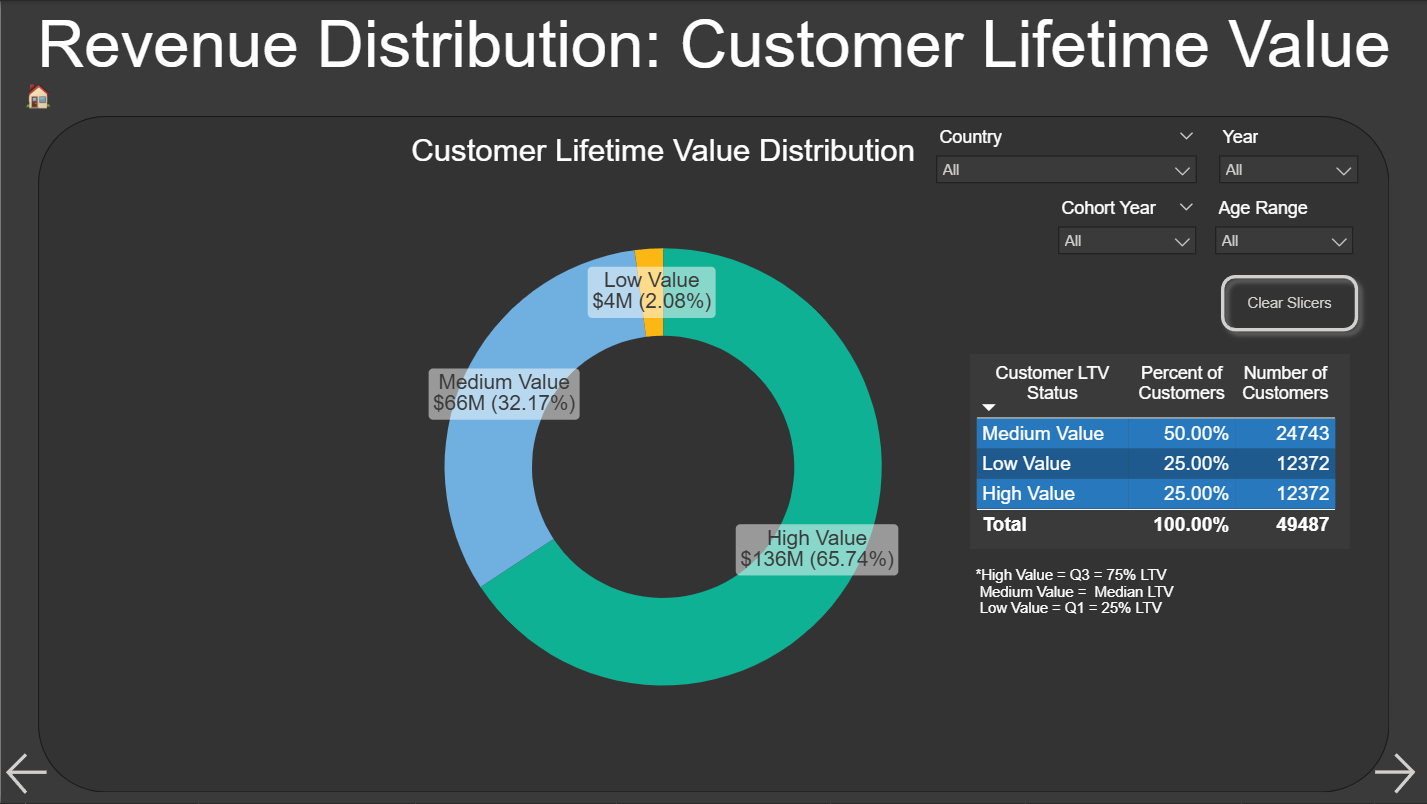 Revenue Distribution: Customer Lifetime Value
Customer Lifetime Value Distribution
Country
All
Year
All
Cohort Year
All
Age Range
All
Clear Slicers
Low Value
$4M (2.08%)
Medium Value
$66M (32.17%)
High Value
$136M (65.74%)
Customer LTV Status Percent of Customers Number of Customers
Medium Value 50.00% 24743
Low Value 25.00% 12372
High Value 25.00% 12372
Total 100.00% 49487
*High Value = Q3 = 75% LTV
Medium Value = Median LTV
Low Value = Q1 = 25% LTV